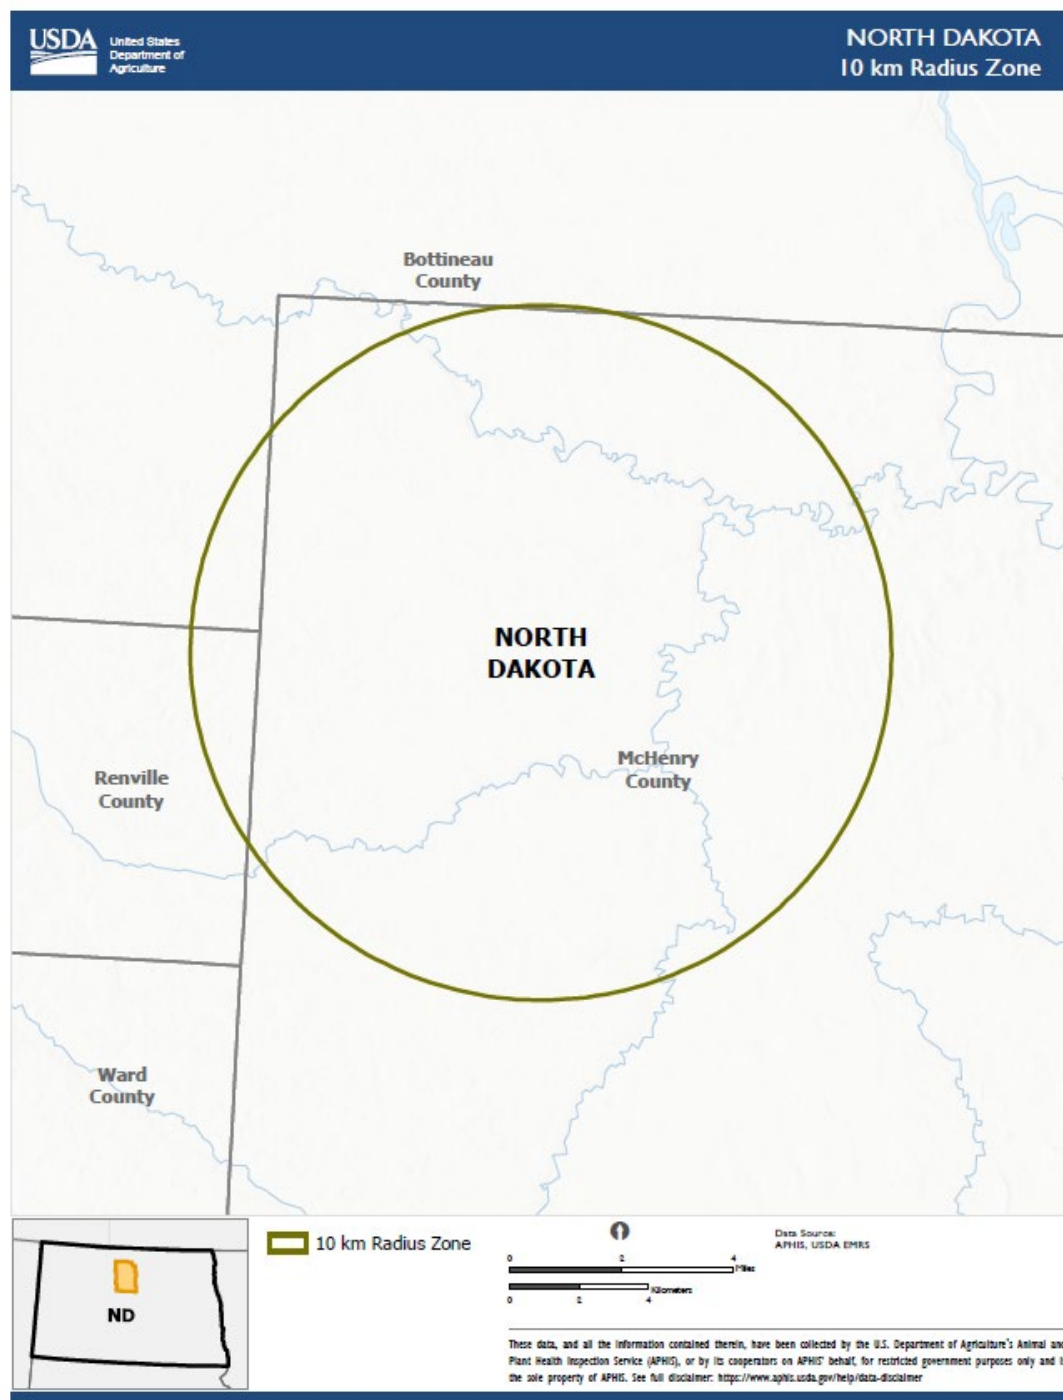 USDA
United States
Department of
Agriculture
NORTH DAKOTA
10 km Radius Zone
Bottineau
County
NORTH
DAKOTA
McHenry
County
Renville
County
Ward
County
ND
10 km Radius Zone
0 2 4
Miles
Kilometers
0 2 4
Data Source:
APHIS, USDA EMRS
These data, and all the information contained therein, have been collected by the U.S. Department of Agriculture's Animal and
Plant Health Inspection Service (APHIS), or by its cooperators on APHIS' behalf, for restricted government purposes only and is
the sole property of APHIS. See full disclaimer: https://www.aphis.usda.gov/help/data-disclaimer